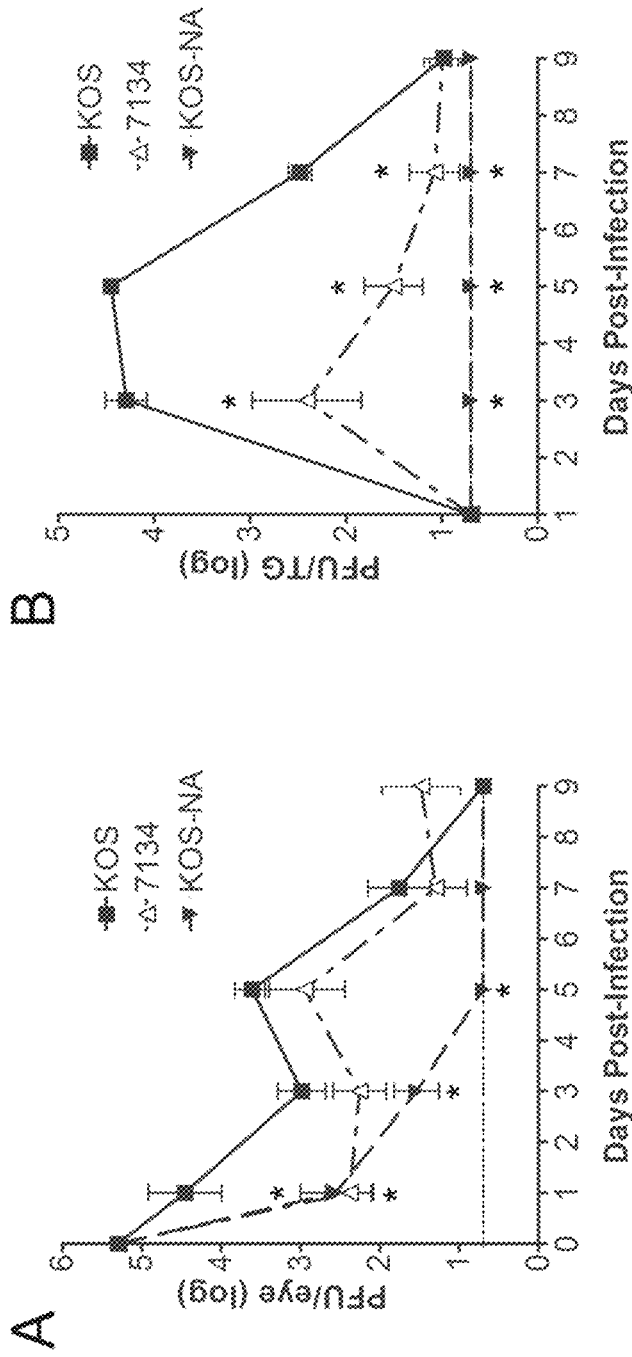 A
PFU/eye (log)
6
5
4
3
2
1
0
KOS
7134
KOS-NA
*
*
*
*
0 1 2 3 4 5 6 7 8 9
Days Post-Infection
B
PFU/TG (log)
5
4
3
2
1
0
KOS
7134
KOS-NA
*
*
*
*
*
*
1 2 3 4 5 6 7 8 9
Days Post-Infection